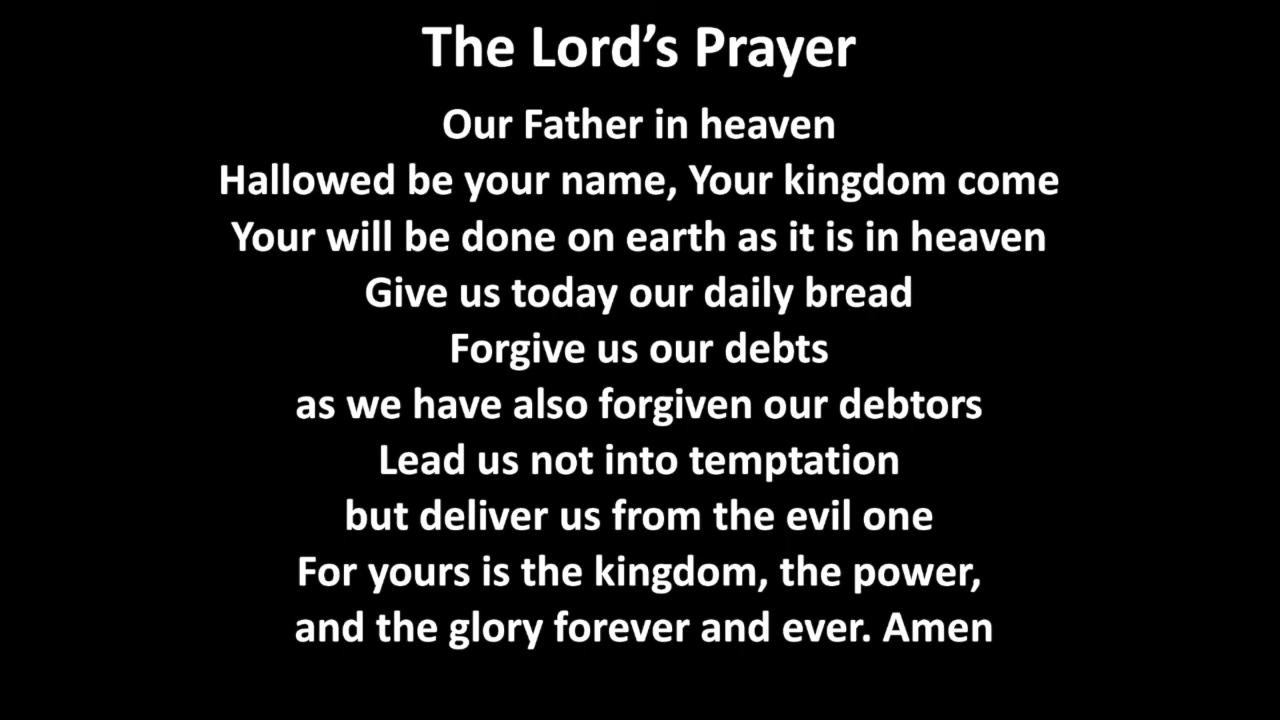 The Lord’s Prayer
Our Father in heaven
Hallowed be your name, Your kingdom come
Your will be done on earth as it is in heaven
Give us today our daily bread
Forgive us our debts
as we have also forgiven our debtors
Lead us not into temptation
but deliver us from the evil one
For yours is the kingdom, the power,
and the glory forever and ever. Amen